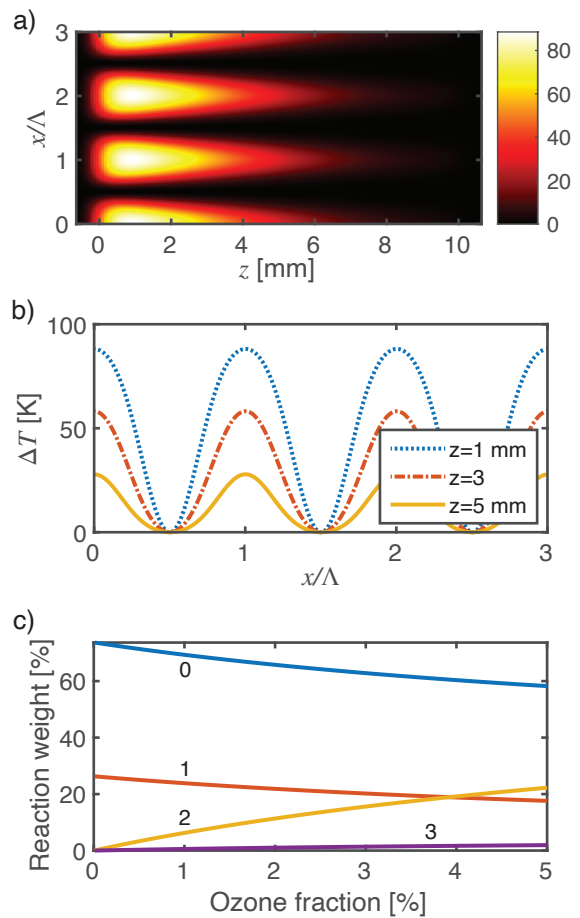 a)
3
2
1
0
x/Λ
0 2 4 6 8 10
z [mm]
80
60
40
20
0
b)
100
50
0
ΔT [K]
z=1 mm
z=3
z=5 mm
0 1 2 3
x/Λ
c)
60
40
20
0
Reaction weight [%]
0
1
2
3
0 1 2 3 4 5
Ozone fraction [%]